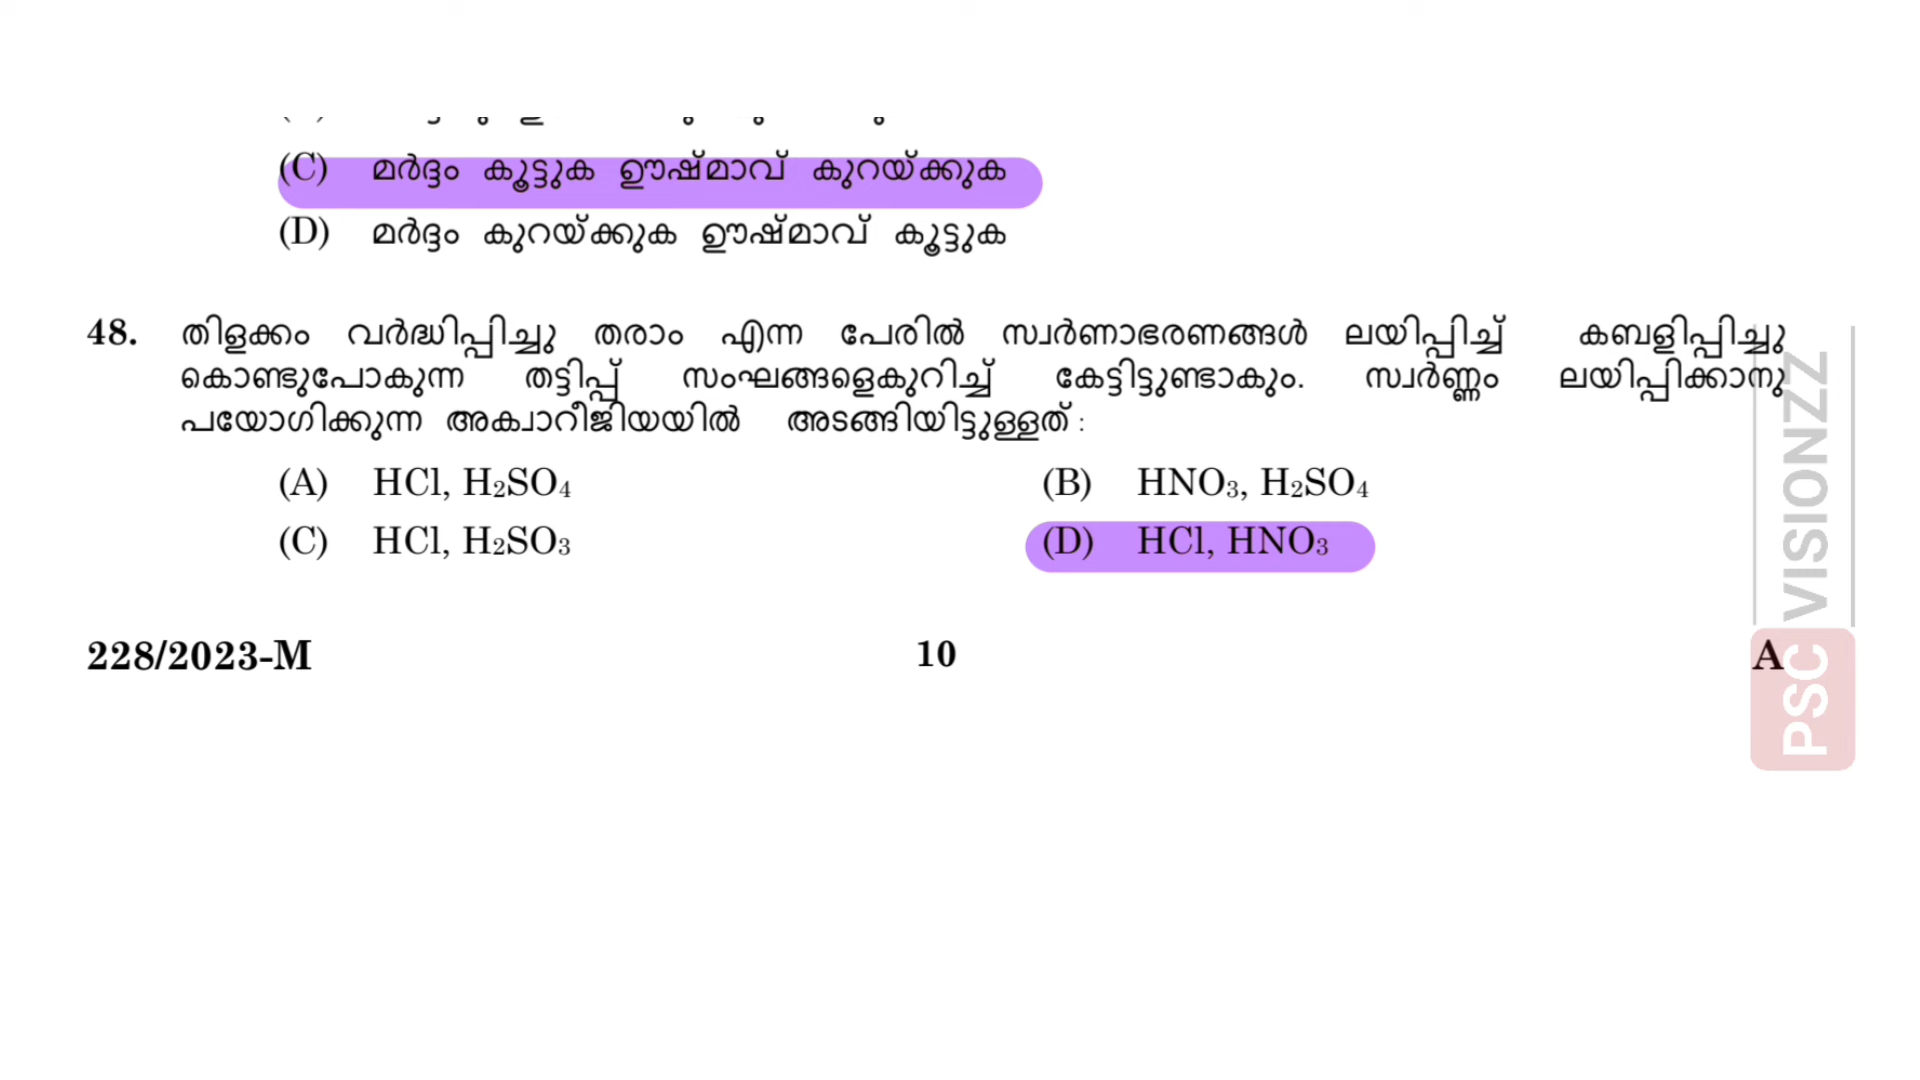 (C) മർദ്ദം കൂട്ടുക ഊഷ്മാവ് കുറയ്ക്കുക
(D) മർദ്ദം കുറയ്ക്കുക ഊഷ്മാവ് കൂട്ടുക
48. തിളക്കം വർദ്ധിപ്പിച്ചു തരാം എന്ന പേരിൽ സ്വർണാഭരണങ്ങൾ ലയിപ്പിച്ച് കബളിപ്പിച്ചു
കൊണ്ടുപോകുന്ന തട്ടിപ്പ് സംഘങ്ങളെകുറിച്ച് കേട്ടിട്ടുണ്ടാകും. സ്വർണ്ണം ലയിപ്പിക്കാനു
പയോഗിക്കുന്ന അക്വാറീജിയയിൽ അടങ്ങിയിട്ടുള്ളത് :
(A) HCl, H₂SO₄ (B) HNO₃, H₂SO₄
(C) HCl, H₂SO₃ (D) HCl, HNO₃
228/2023-M 10 A
PSC VISIONZZ